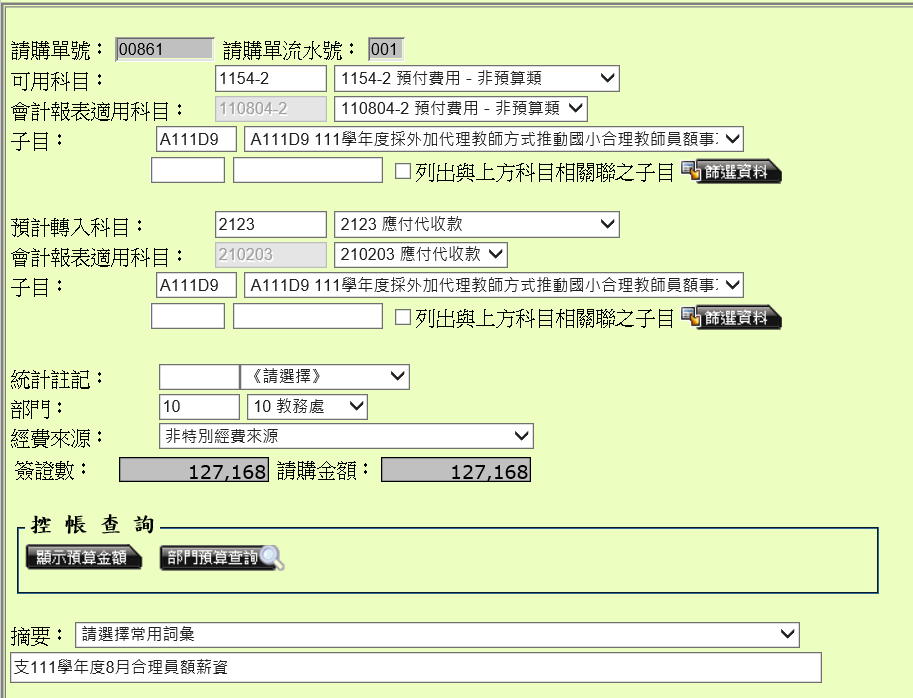 請購單號： 00861 請購單流水號： 001
可用科目： 1154-2 1154-2 預付費用 - 非預算類
會計報表適用科目： 110804-2 110804-2 預付費用 - 非預算類
子目： A111D9 A111D9 111學年度採外加代理教師方式推動國小合理教師員額事
列出與上方科目相關聯之子目 篩選資料
預計轉入科目： 2123 2123 應付代收款
會計報表適用科目： 210203 210203 應付代收款
子目： A111D9 A111D9 111學年度採外加代理教師方式推動國小合理教師員額事
列出與上方科目相關聯之子目 篩選資料
統計註記： 《請選擇》
部門： 10 10 教務處
經費來源： 非特別經費來源
簽證數： 127,168 請購金額： 127,168
控帳查詢
顯示預算金額 部門預算查詢
摘要： 請選擇常用詞彙
支111學年度8月合理員額薪資